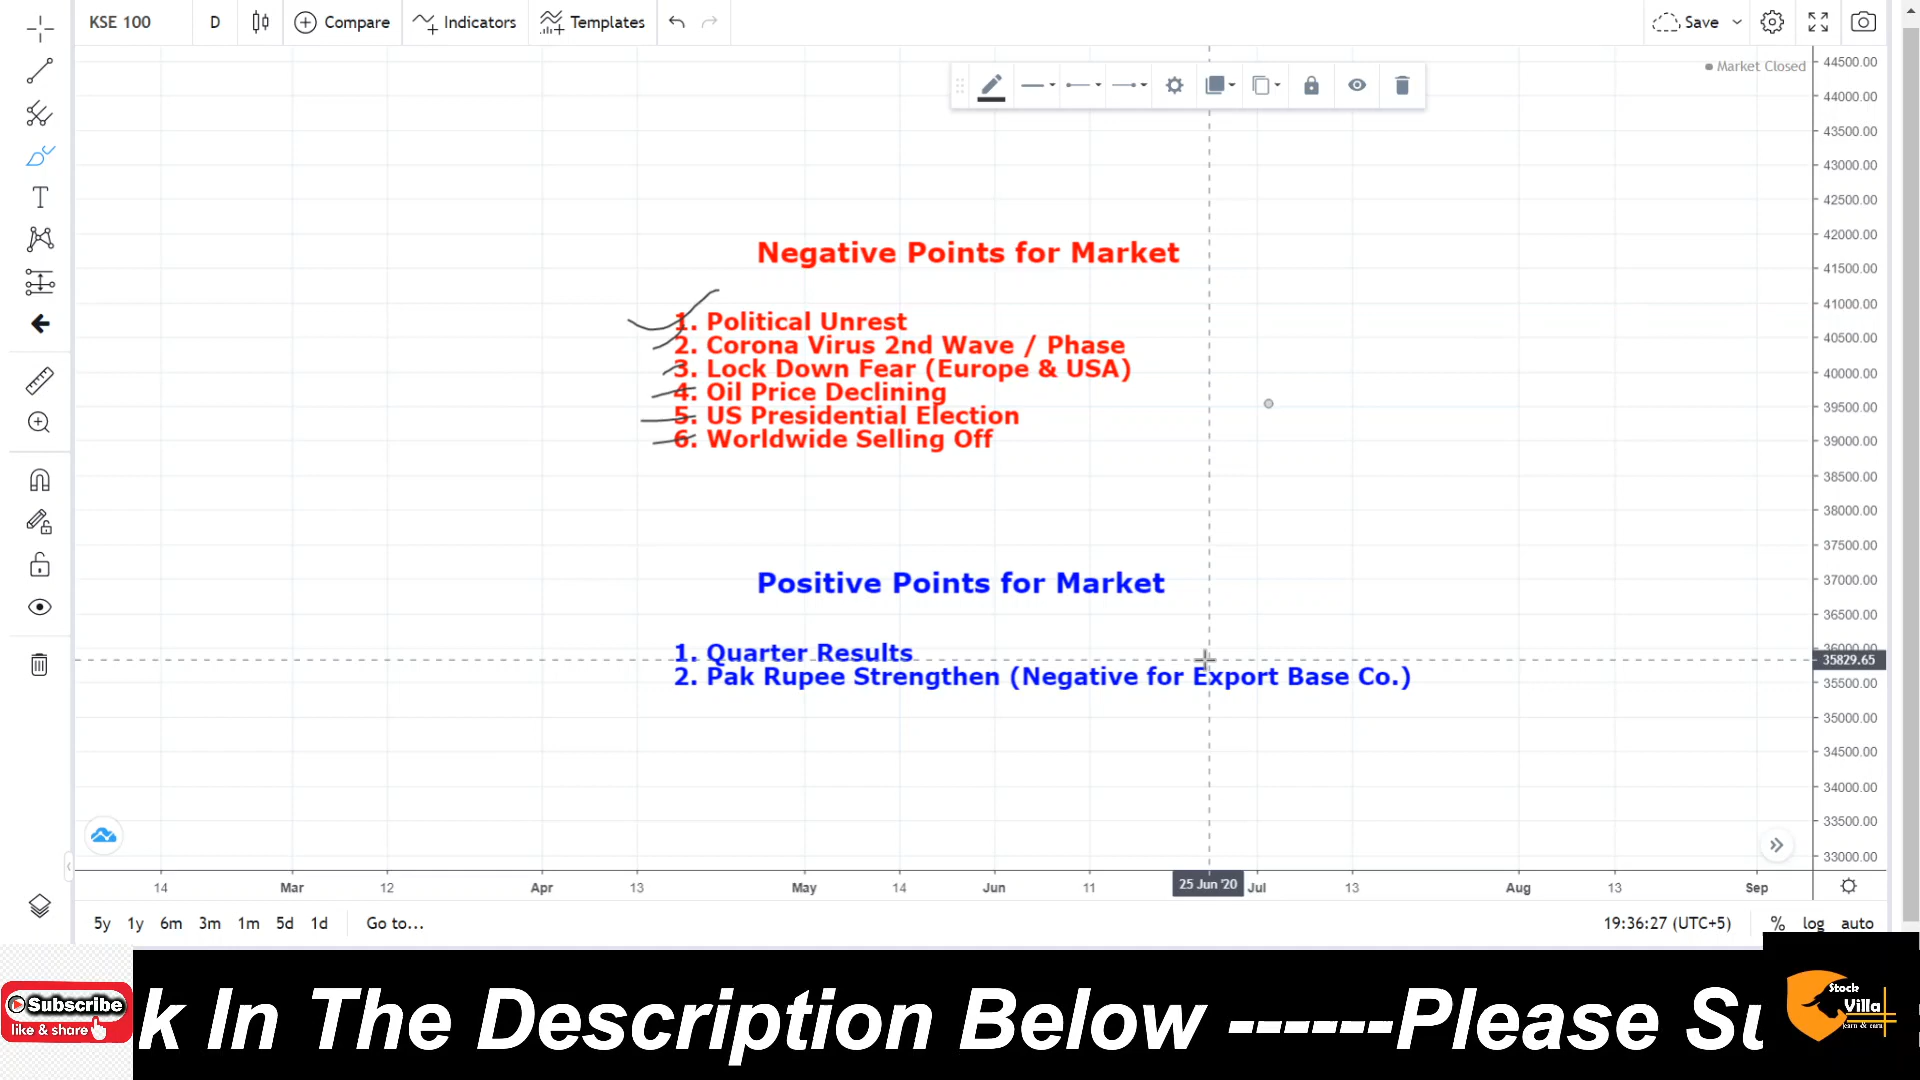 KSE 100 D Compare Indicators Templates Save
Market Closed
44500.00
44000.00
43500.00
43000.00
42500.00
42000.00
Negative Points for Market
41500.00
41000.00
1. Political Unrest
40500.00
2. Corona Virus 2nd Wave / Phase
3. Lock Down Fear (Europe & USA)
40000.00
4. Oil Price Declining
39500.00
5. US Presidential Election
6. Worldwide Selling Off
39000.00
38500.00
38000.00
37500.00
Positive Points for Market
37000.00
36500.00
1. Quarter Results
36000.00
35829.65
2. Pak Rupee Strengthen (Negative for Export Base Co.)
35500.00
35000.00
34500.00
34000.00
33500.00
33000.00
14 Mar 12 Apr 13 May 14 Jun 11 25 Jun '20 Jul 13 Aug 13 Sep
5y 1y 6m 3m 1m 5d 1d Go to... 19:36:27 (UTC+5) % log auto
Subscribe
like & share
k In The Description Below ------Please Su
Stock
Villa
learn & earn